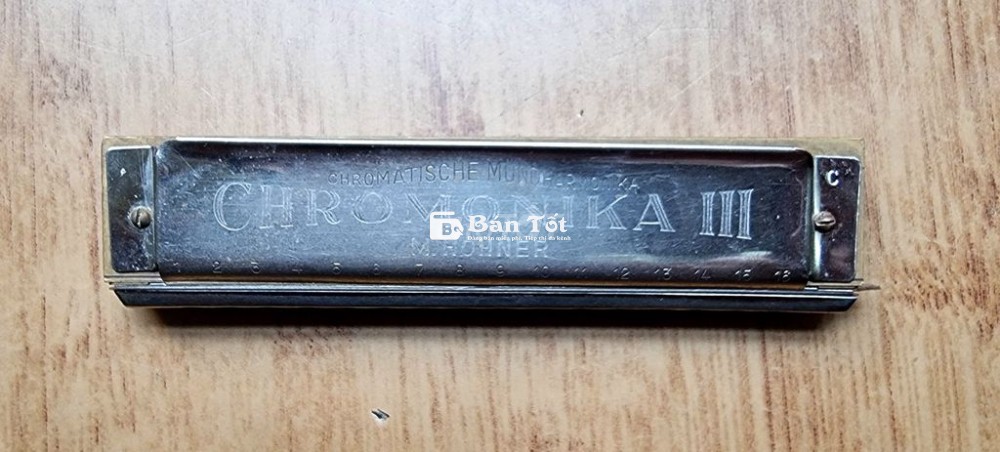 CHROMATISCHE
C
CHROMONIKA III
Bán Tốt
M. HOHNER
2 3 4 5 6 7 8 9 10 11 12 13 14 15 16